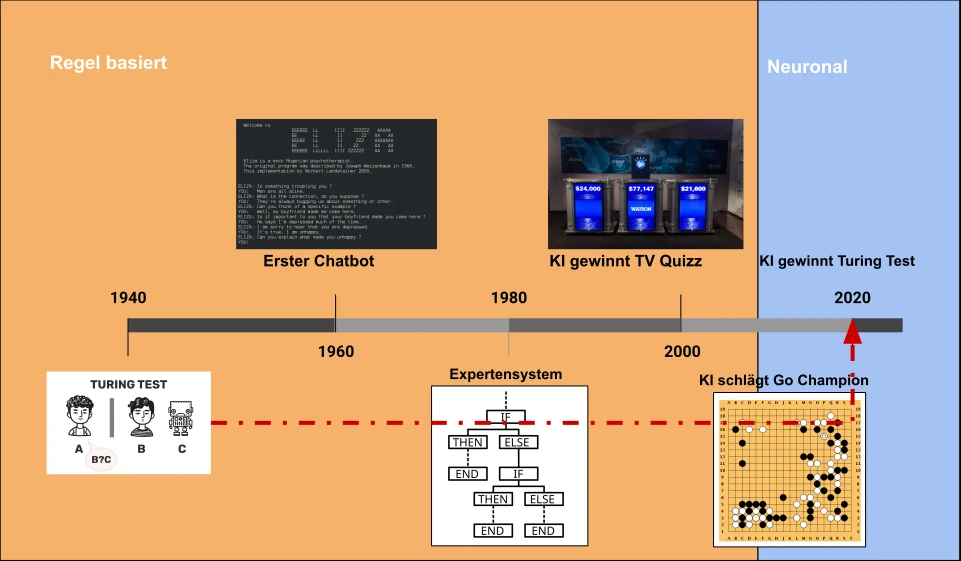 Regel basiert
Neuronal
Welcome to
EEEEEE LL IIII ZZZZZZ AAAAA
EE LL II ZZ AA AA
EEEEE LL II ZZZ AAAAAAA
EE LL II ZZ AA AA
EEEEEE LLLLLL IIII ZZZZZZ AA AA
Eliza is a mock Rogerian psychotherapist.
The original program was described by Joseph Weizenbaum in 1966.
This implementation by Norbert Landsteiner 2005.
ELIZA: Is something troubling you ?
YOU: Men are all alike.
ELIZA: What is the connection, do you suppose ?
YOU: They're always bugging us about something or other.
ELIZA: Can you think of a specific example ?
YOU: Well, my boyfriend made me come here.
ELIZA: Is it important to you that your boyfriend made you come here ?
YOU: He says I'm depressed much of the time.
ELIZA: I am sorry to hear that you are depressed.
YOU: It's true. I am unhappy.
ELIZA: Can you explain what made you unhappy ?
YOU:
$24,000
$77,147
$21,600
WATSON
Erster Chatbot
KI gewinnt TV Quizz
KI gewinnt Turing Test
1940
1980
2020
1960
2000
Expertensystem
KI schlägt Go Champion
TURING TEST
A
B
C
B?C
IF
THEN
ELSE
END
IF
THEN
ELSE
END
END